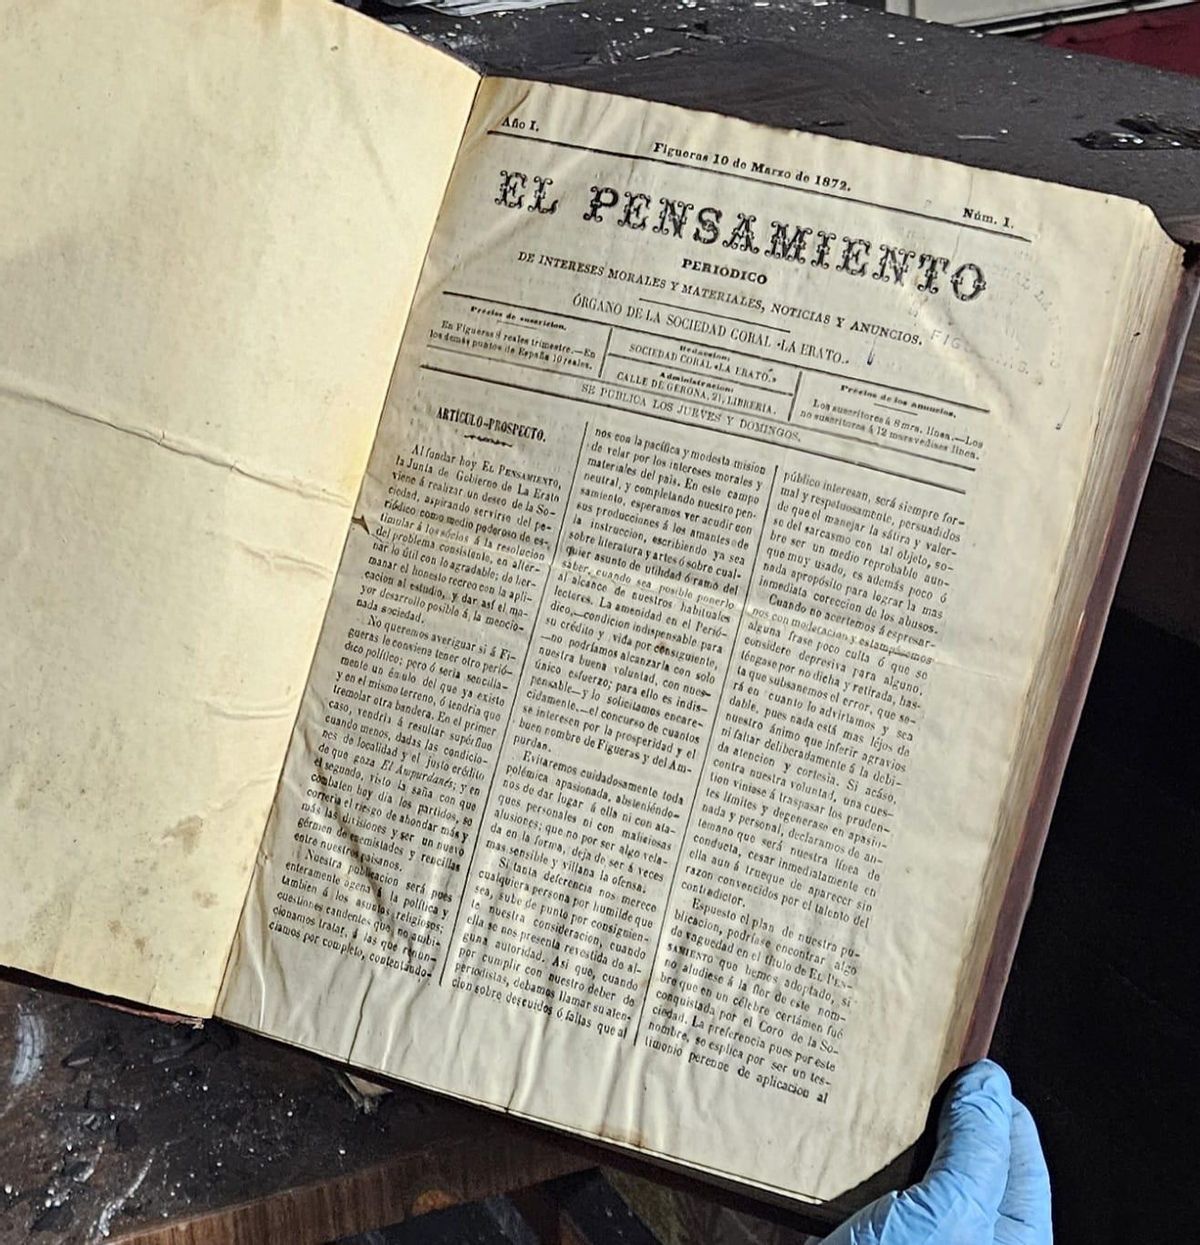 Año I.
Figueras 10 de Marzo de 1872.
Núm. 1.
EL PENSAMIENTO
PERIÓDICO
DE INTERESES MORALES Y MATERIALES, NOTICIAS Y ANUNCIOS.
ÓRGANO DE LA SOCIEDAD CORAL «LA ERATO».
Precios de suscricion.
En Figueras 8 reales trimestre.—En
los demás puntos de España 10 reales.
Redaccion:
SOCIEDAD CORAL «LA ERATO.»
Administracion:
CALLE DE GERONA, 21, LIBRERÍA.
Precios de los anuncios.
Los suscritores á 8 mrs. línea.—Los
no suscritores á 12 maravedises línea.
SE PUBLICA LOS JUEVES Y DOMINGOS.
ARTÍCULO-PROSPECTO.
Al fundar hoy EL PENSAMIENTO,
la Junta de Gobierno de La Erato
viene á realizar un deseo de la So-
ciedad, aspirando servirse del pe-
riódico como medio poderoso de es-
timular á los sócios á la resolucion
del problema consistente, en alter-
nar lo útil con lo agradable; de her-
manar el honesto recreo con la apli-
cacion al estudio, y dar así el ma-
yor desarrollo posible á la mencio-
nada sociedad.
No queremos averiguar si á Fi-
gueras le conviene tener otro perió-
dico político; pero ó seria sencilla-
mente un émulo del que ya existo
y en el mismo terreno, ó tendria que
tremolar otra bandera. En el primer
caso, vendria á resultar supérfluo
cuando menos, dadas las condicio-
nes de localidad y el justo crédito
de que goza El Ampurdanés; y en
el segundo, visto la saña con que
combaten hoy dia los partidos, se
correria el riesgo de ahondar mas y
más las divisiones y ser un nuevo
gérmen de enemistades y rencillas
entre nuestros paisanos.
Nuestra publicacion será pues
enteramente agena á la política y
tambien á los asuntos religiosos;
cuestiones candentes que no ambi-
cionamos tratar, á las que renun-
ciamos por completo, contentando-
nos con la pacífica y modesta mision
de velar por los intereses morales y
materiales del pais. En este campo
neutral, y completando nuestro pen-
samiento, esperamos ver acudir con
sus producciones á los amantes de
la instruccion, escribiendo ya sea
sobre literatura y artes ó sobre cual-
quier asunto de utilidad ó ramo del
saber, cuando sea posible ponerlo
al alcance de nuestros habituales
lectores. La amenidad en el Perió-
dico,—condicion indispensable para
su crédito y vida por consiguiente,
—no podríamos alcanzarla con solo
nuestra buena voluntad, con nues-
único esfuerzo; para ello es indis-
pensable—y lo solicitamos encare-
cidamente,—el concurso de cuantos
se interesen por la prosperidad y el
buen nombre de Figueras y del Am-
purdan.
Evitaremos cuidadosamente toda
polémica apasionada, absteniéndo-
nos de dar lugar á ella ni con ata-
ques personales ni con maliciosas
alusiones; que no por ser algo vela-
da en la forma, deja de ser á veces
mas sensible y villana la ofensa.
Si tanta deferencia nos merece
cualquiera persona por humilde que
sea, sube de punto por consiguien-
te nuestra consideracion, cuando
ella se nos presenta revestida de al-
guna autoridad. Asi que, cuando
por cumplir con nuestro deber de
periodistas, debamos llamar su aten-
cion sobre descuidos ó faltas que al
público interesan, será siempre for-
mal y respetuosamente, persuadidos
de que el manejar la sátira y valer-
se del sarcasmo con tal objeto, so-
bre ser un medio reprobable aun-
que muy usado, es además poco ó
nada apropósito para lograr la mas
inmediata coreccion de los abusos.
Cuando no acertemos á espresar-
nos con moderacion y estampásemos
alguna frase poco culta ó que se
considere depresiva para alguno,
téngase por no dicha y retirada, has-
ta que subsanemos el error, que se-
rá en cuanto lo advirtamos y sea
dable, pues nada está mas léjos de
nuestro ánimo que inferir agravios
ni faltar deliberadamente á la debi-
da atencion y cortesia. Si acáso,
contra nuestra voluntad, una cues-
tion viniese á traspasar los pruden-
tes límites y degenerase en apasio-
nada y personal, declaramos de an-
temano que será nuestra línea de
conducta, cesar inmediatamente en
ella aun á trueque de aparecer sin
razon convencidos por el talento del
contradictor.
Espuesto el plan de nuestra pu-
blicacion, podríase encontrar algo
de vaguedad en el título de EL PEN-
SAMIENTO que hemos adoptado, si
no aludiese á la flor de este nom-
bre que en un célebre certámen fué
conquistada por el Coro de la So-
ciedad. La preferencia pues por este
nombre, se esplica por ser un tes-
timonio perenne de aplicacion al